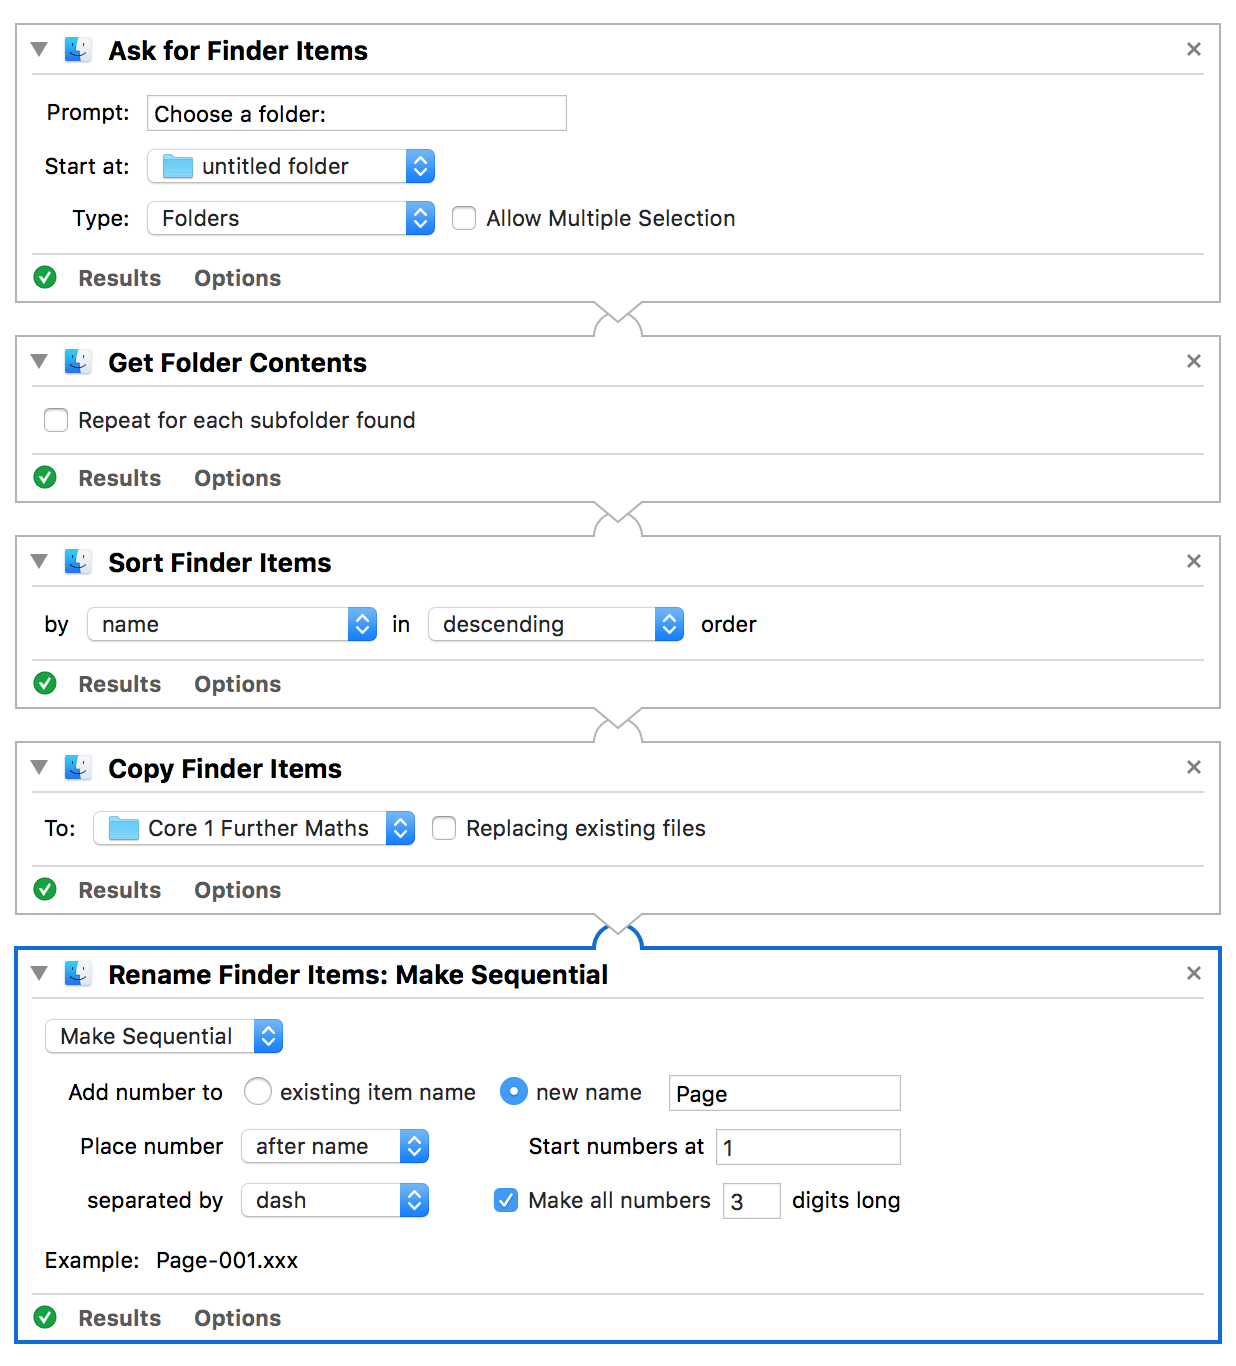 Ask for Finder Items
Prompt: Choose a folder:
Start at: untitled folder
Type: Folders Allow Multiple Selection
Results Options
Get Folder Contents
Repeat for each subfolder found
Results Options
Sort Finder Items
by name in descending order
Results Options
Copy Finder Items
To: Core 1 Further Maths Replacing existing files
Results Options
Rename Finder Items: Make Sequential
Make Sequential
Add number to existing item name new name Page
Place number after name Start numbers at 1
separated by dash Make all numbers 3 digits long
Example: Page-001.xxx
Results Options